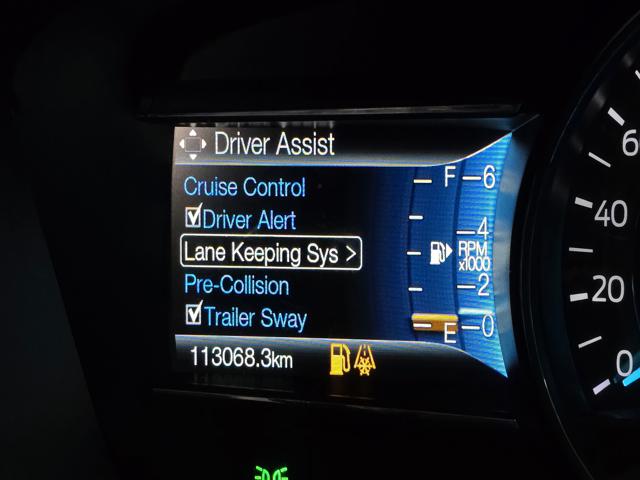 Driver Assist
Cruise Control
Driver Alert
Lane Keeping Sys >
Pre-Collision
Trailer Sway
113068.3km
F
E
6
4
RPM
x1000
2
0
60
40
20
0